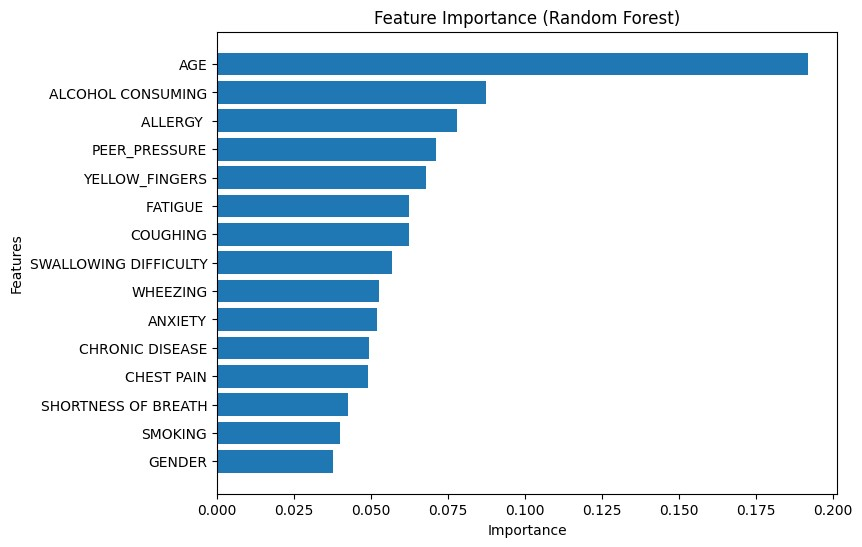 Feature Importance (Random Forest)
AGE
ALCOHOL CONSUMING
ALLERGY
PEER_PRESSURE
YELLOW_FINGERS
FATIGUE
COUGHING
SWALLOWING DIFFICULTY
WHEEZING
ANXIETY
CHRONIC DISEASE
CHEST PAIN
SHORTNESS OF BREATH
SMOKING
GENDER
Features
0.000 0.025 0.050 0.075 0.100 0.125 0.150 0.175 0.200
Importance